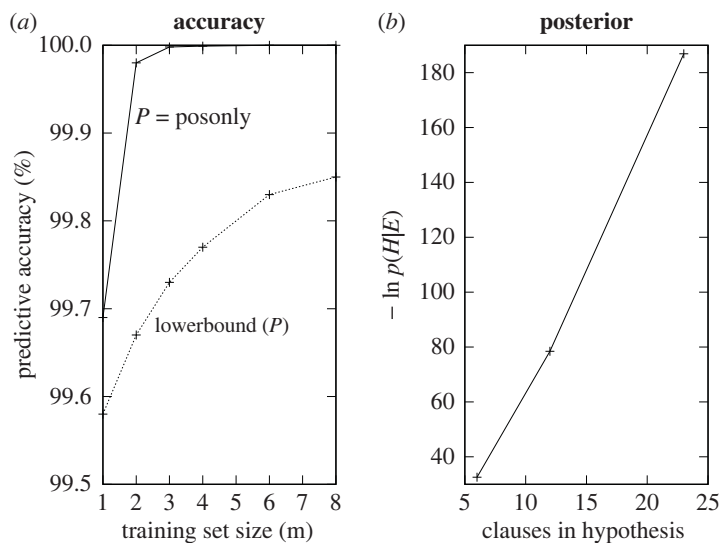 (a) accuracy
100.0
99.9
99.8
99.7
99.6
99.5
predictive accuracy (%)
P = posonly
lowerbound (P)
1 2 3 4 5 6 7 8
training set size (m)
(b) posterior
180
160
140
120
100
80
60
40
– ln p(H|E)
5 10 15 20 25
clauses in hypothesis